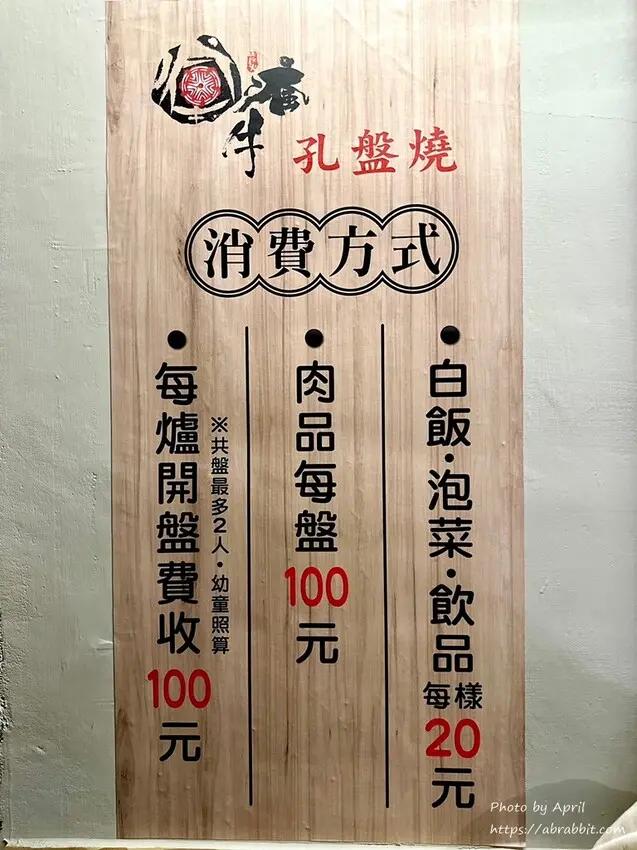 瘋牛
孔盤燒
消費方式
•白飯•泡菜•飲品每樣20元
•肉品每盤100元
※共盤最多2人•幼童照算
•每爐開盤費收100元
Photo by April
https://abrabbit.com